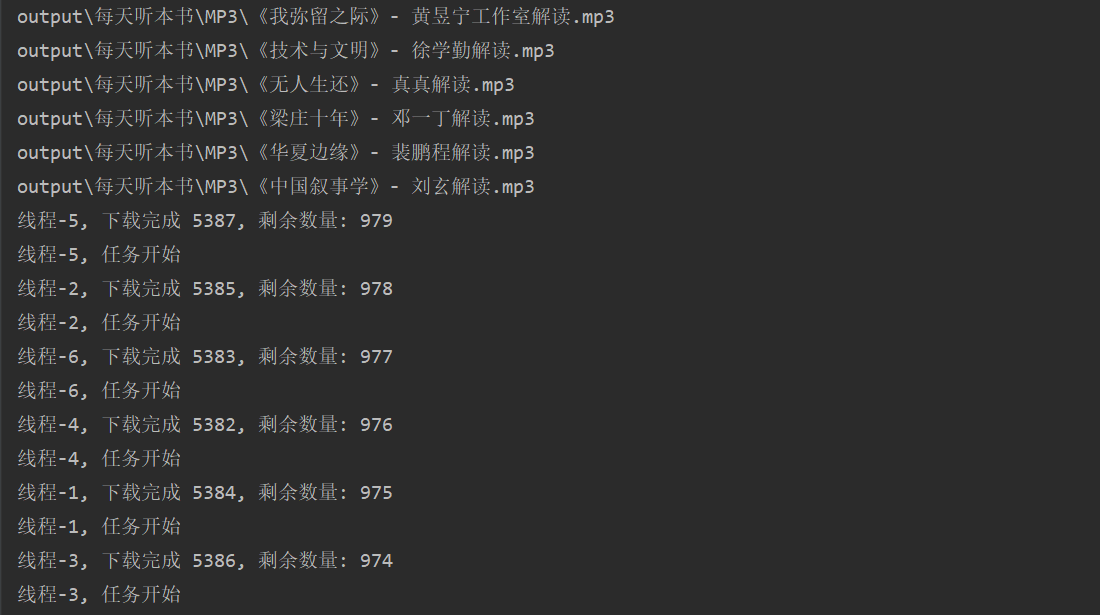 output\每天听本书\MP3\《我弥留之际》- 黄昱宁工作室解读.mp3
output\每天听本书\MP3\《技术与文明》- 徐学勤解读.mp3
output\每天听本书\MP3\《无人生还》- 真真解读.mp3
output\每天听本书\MP3\《梁庄十年》- 邓一丁解读.mp3
output\每天听本书\MP3\《华夏边缘》- 裴鹏程解读.mp3
output\每天听本书\MP3\《中国叙事学》- 刘玄解读.mp3
线程-5, 下载完成 5387, 剩余数量: 979
线程-5, 任务开始
线程-2, 下载完成 5385, 剩余数量: 978
线程-2, 任务开始
线程-6, 下载完成 5383, 剩余数量: 977
线程-6, 任务开始
线程-4, 下载完成 5382, 剩余数量: 976
线程-4, 任务开始
线程-1, 下载完成 5384, 剩余数量: 975
线程-1, 任务开始
线程-3, 下载完成 5386, 剩余数量: 974
线程-3, 任务开始